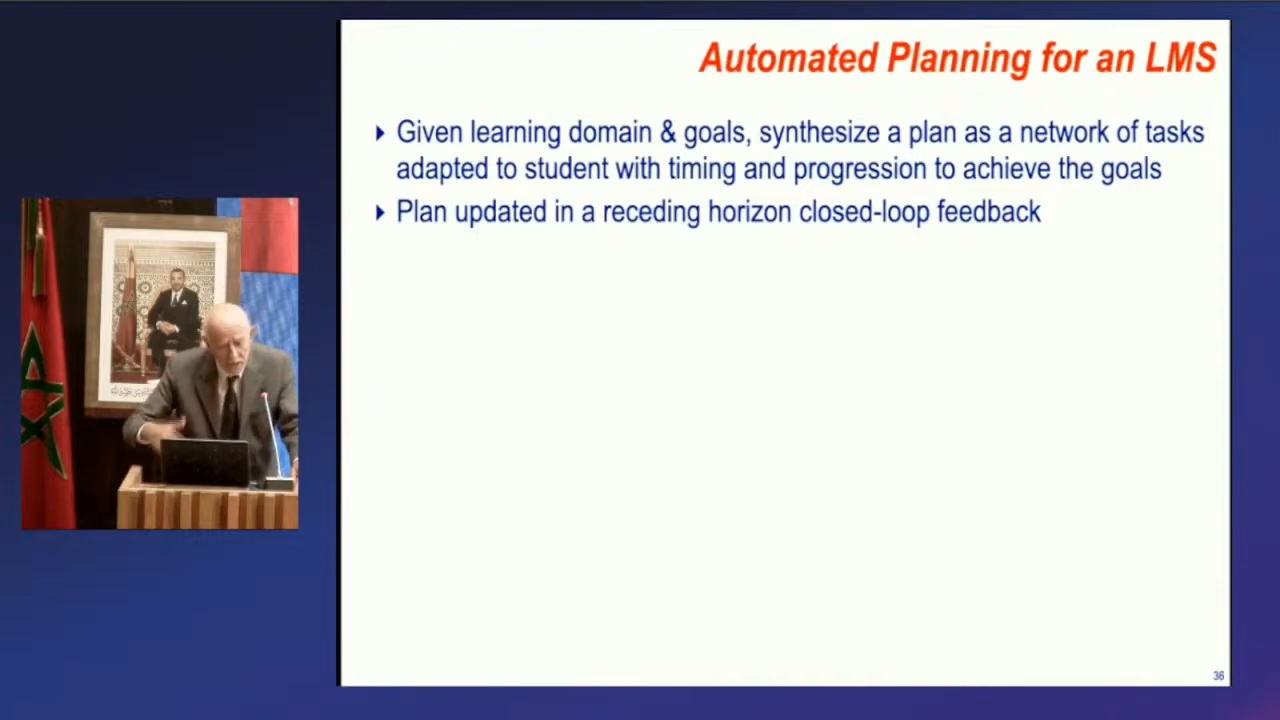 Automated Planning for an LMS
Given learning domain & goals, synthesize a plan as a network of tasks
adapted to student with timing and progression to achieve the goals
Plan updated in a receding horizon closed-loop feedback
36